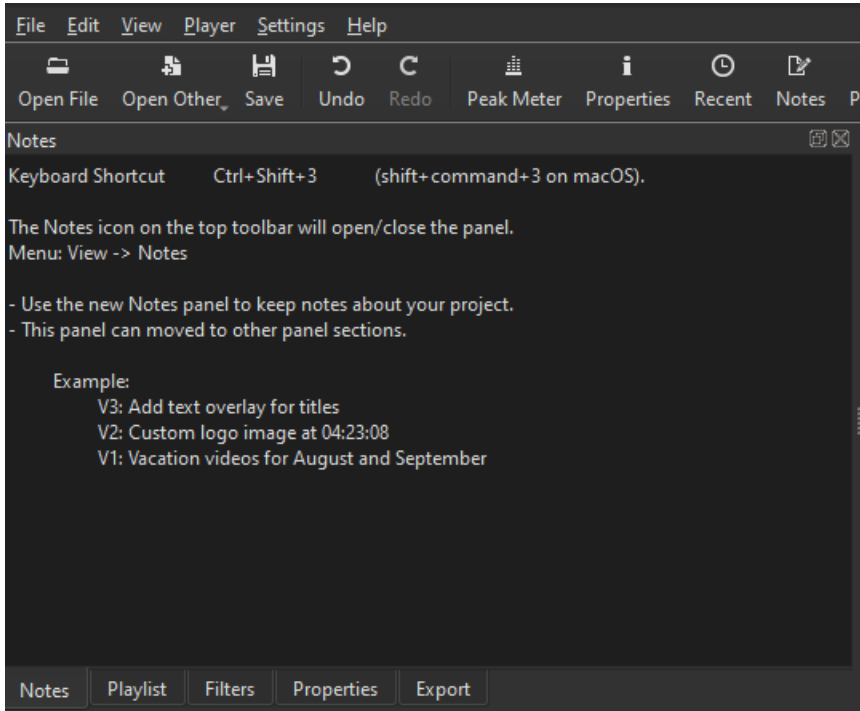 File Edit View Player Settings Help
Open File Open Other Save Undo Redo Peak Meter Properties Recent Notes P
Notes
Keyboard Shortcut Ctrl+Shift+3 (shift+command+3 on macOS).
The Notes icon on the top toolbar will open/close the panel.
Menu: View -> Notes
- Use the new Notes panel to keep notes about your project.
- This panel can moved to other panel sections.
Example:
V3: Add text overlay for titles
V2: Custom logo image at 04:23:08
V1: Vacation videos for August and September
Notes Playlist Filters Properties Export